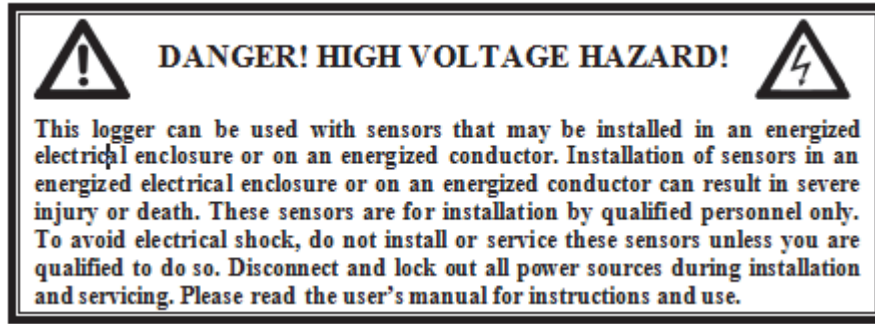 DANGER! HIGH VOLTAGE HAZARD!
This logger can be used with sensors that may be installed in an energized
electrical enclosure or on an energized conductor. Installation of sensors in an
energized electrical enclosure or on an energized conductor can result in severe
injury or death. These sensors are for installation by qualified personnel only.
To avoid electrical shock, do not install or service these sensors unless you are
qualified to do so. Disconnect and lock out all power sources during installation
and servicing. Please read the user's manual for instructions and use.